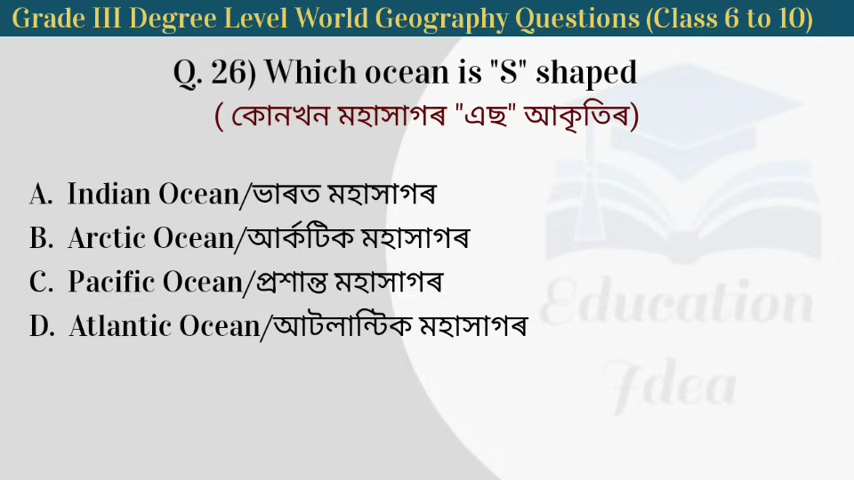 Grade III Degree Level World Geography Questions (Class 6 to 10)
Q. 26) Which ocean is "S" shaped
( কোনখন মহাসাগৰ "এছ" আকৃতিৰ)
A. Indian Ocean/ভাৰত মহাসাগৰ
B. Arctic Ocean/আৰ্কটিক মহাসাগৰ
C. Pacific Ocean/প্ৰশান্ত মহাসাগৰ
D. Atlantic Ocean/আটলান্টিক মহাসাগৰ
Education
Idea